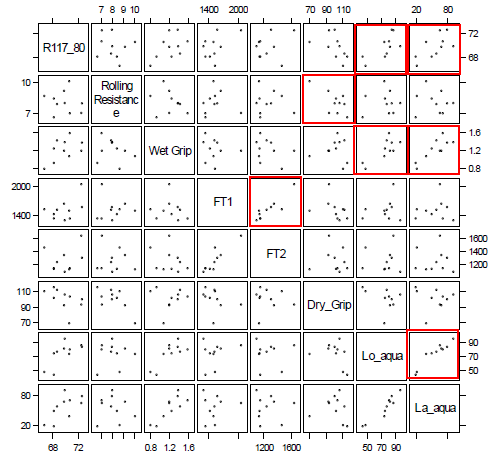 7 8 9 10 1400 2000 70 90 110 20 80
R117_80
72
68
10
7
Rolling
Resistanc
e
Wet Grip
1.6
1.2
0.8
2000
1400
FT1
FT2
1600
1400
1200
110
90
70
Dry_Grip
Lo_aqua
90
70
50
80
20
La_aqua
68 72 0.8 1.2 1.6 1200 1600 50 70 90